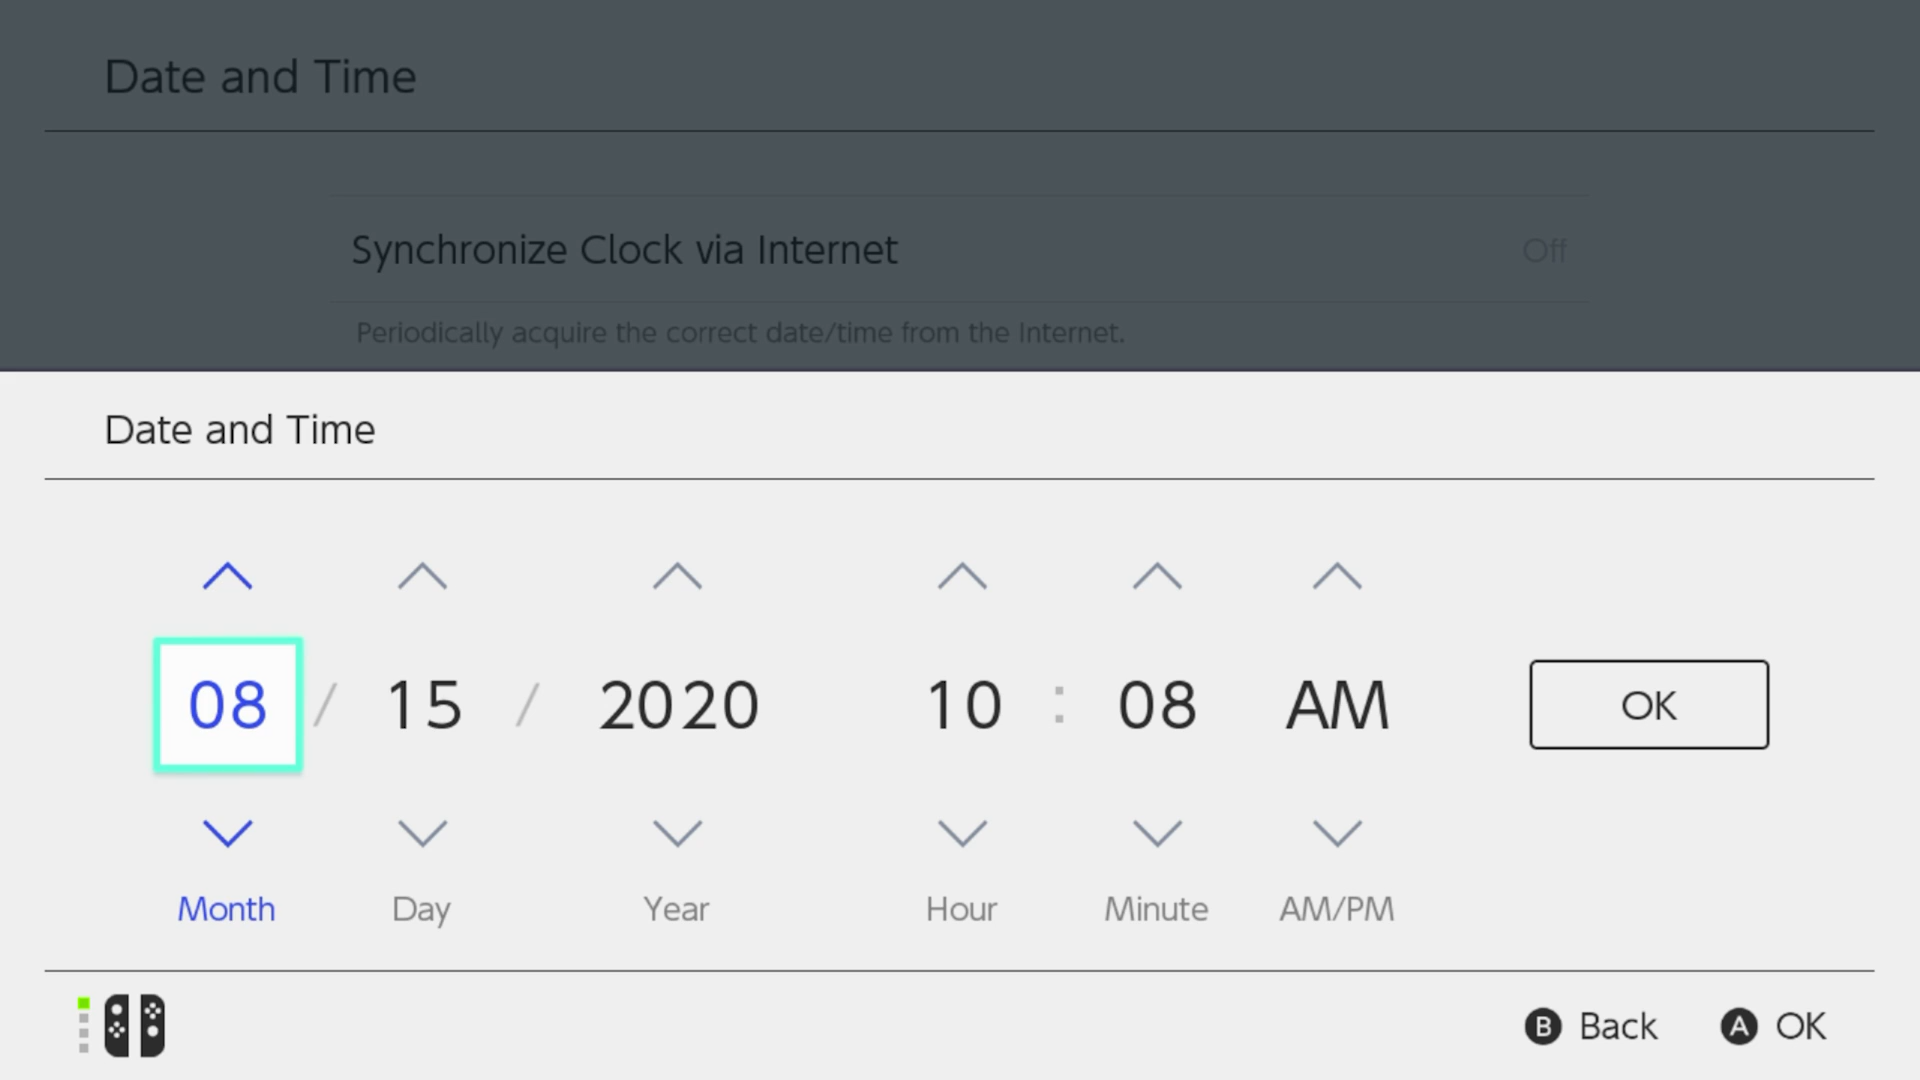 Date and Time
Synchronize Clock via Internet Off
Periodically acquire the correct date/time from the Internet.
Date and Time
08 / 15 / 2020 10 : 08 AM OK
Month Day Year Hour Minute AM/PM
B Back A OK